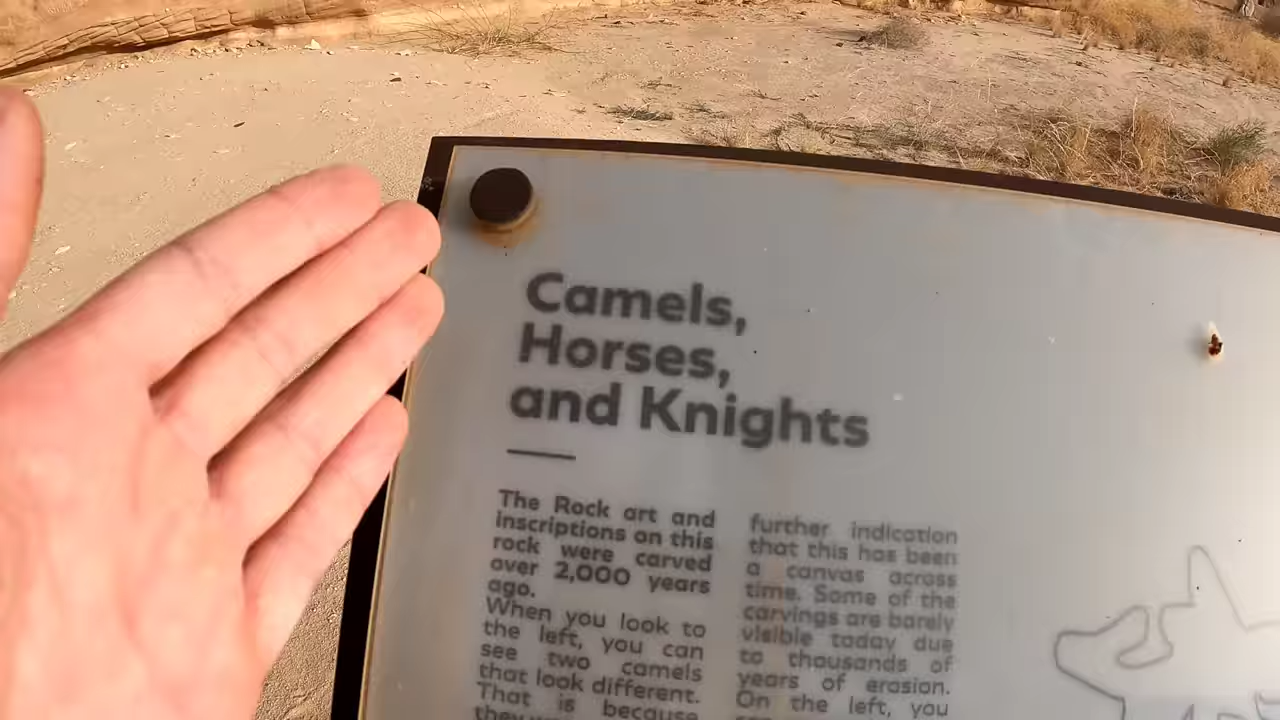 Camels,
Horses,
and Knights
The Rock art and
inscriptions on this
rock were carved
over 2,000 years
ago.
When you look to
the left, you can
see two camels
that look different.
That is because
they
further indication
that this has been
a canvas across
time. Some of the
carvings are barely
visible today due
to thousands of
years of erosion.
On the left, you